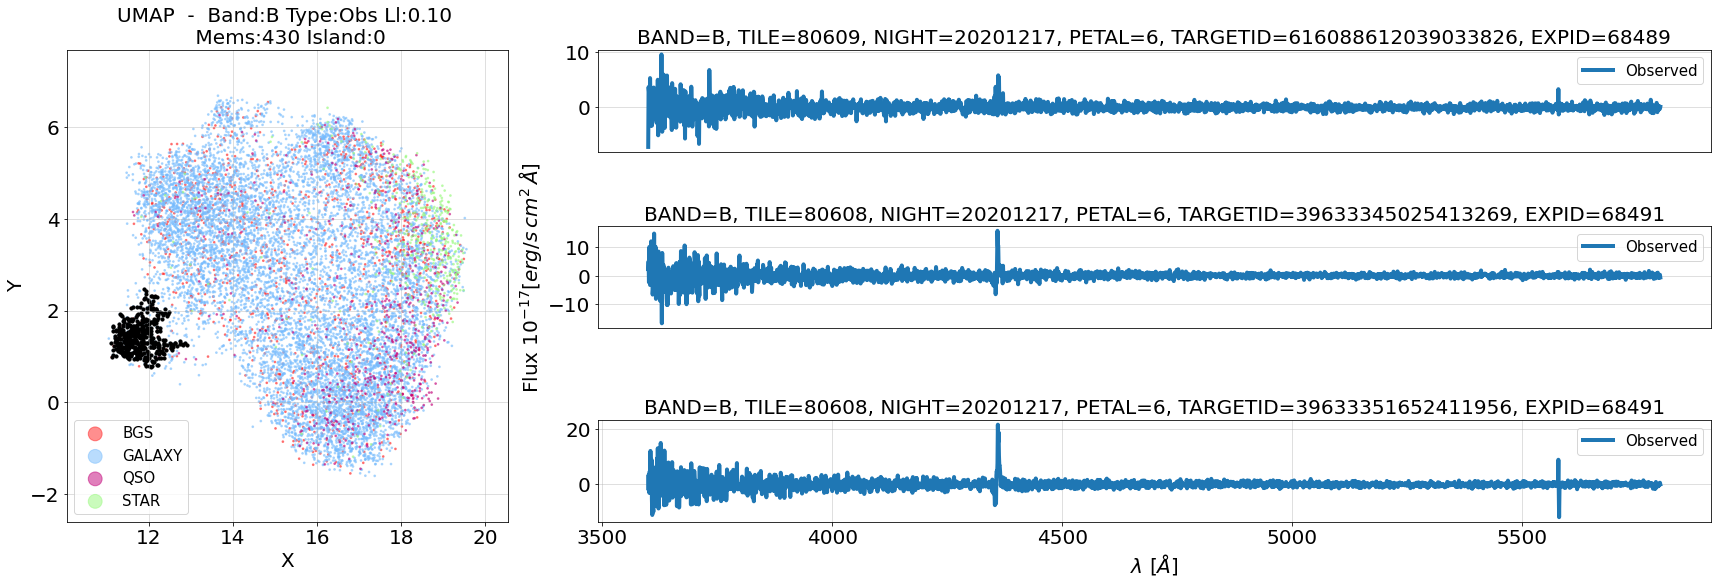 UMAP - Band:B Type:Obs Ll:0.10
Mems:430 Island:0
Y
6
4
2
0
−2
12
14
16
18
20
X
BGS
GALAXY
QSO
STAR
Flux 10⁻¹⁷[erg/s cm² Å]
BAND=B, TILE=80609, NIGHT=20201217, PETAL=6, TARGETID=616088612039033826, EXPID=68489
10
0
Observed
BAND=B, TILE=80608, NIGHT=20201217, PETAL=6, TARGETID=39633345025413269, EXPID=68491
10
0
−10
Observed
BAND=B, TILE=80608, NIGHT=20201217, PETAL=6, TARGETID=39633351652411956, EXPID=68491
20
0
Observed
3500
4000
4500
5000
5500
λ [Å]